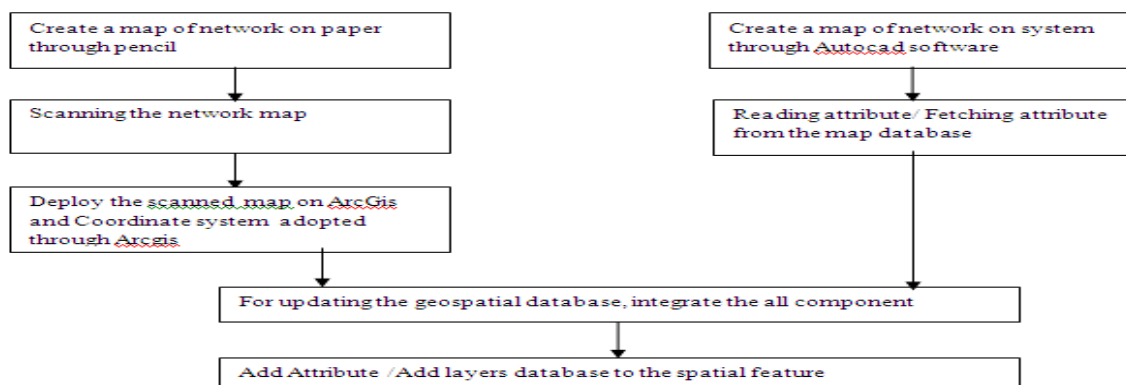 Create a map of network on paper
through pencil
Scanning the network map
Deploy the scanned map on ArcGis
and Coordinate system adopted
through Arcgis
Create a map of network on system
through Autocad software
Reading attribute/ Fetching attribute
from the map database
For updating the geospatial database, integrate the all component
Add Attribute /Add layers database to the spatial feature